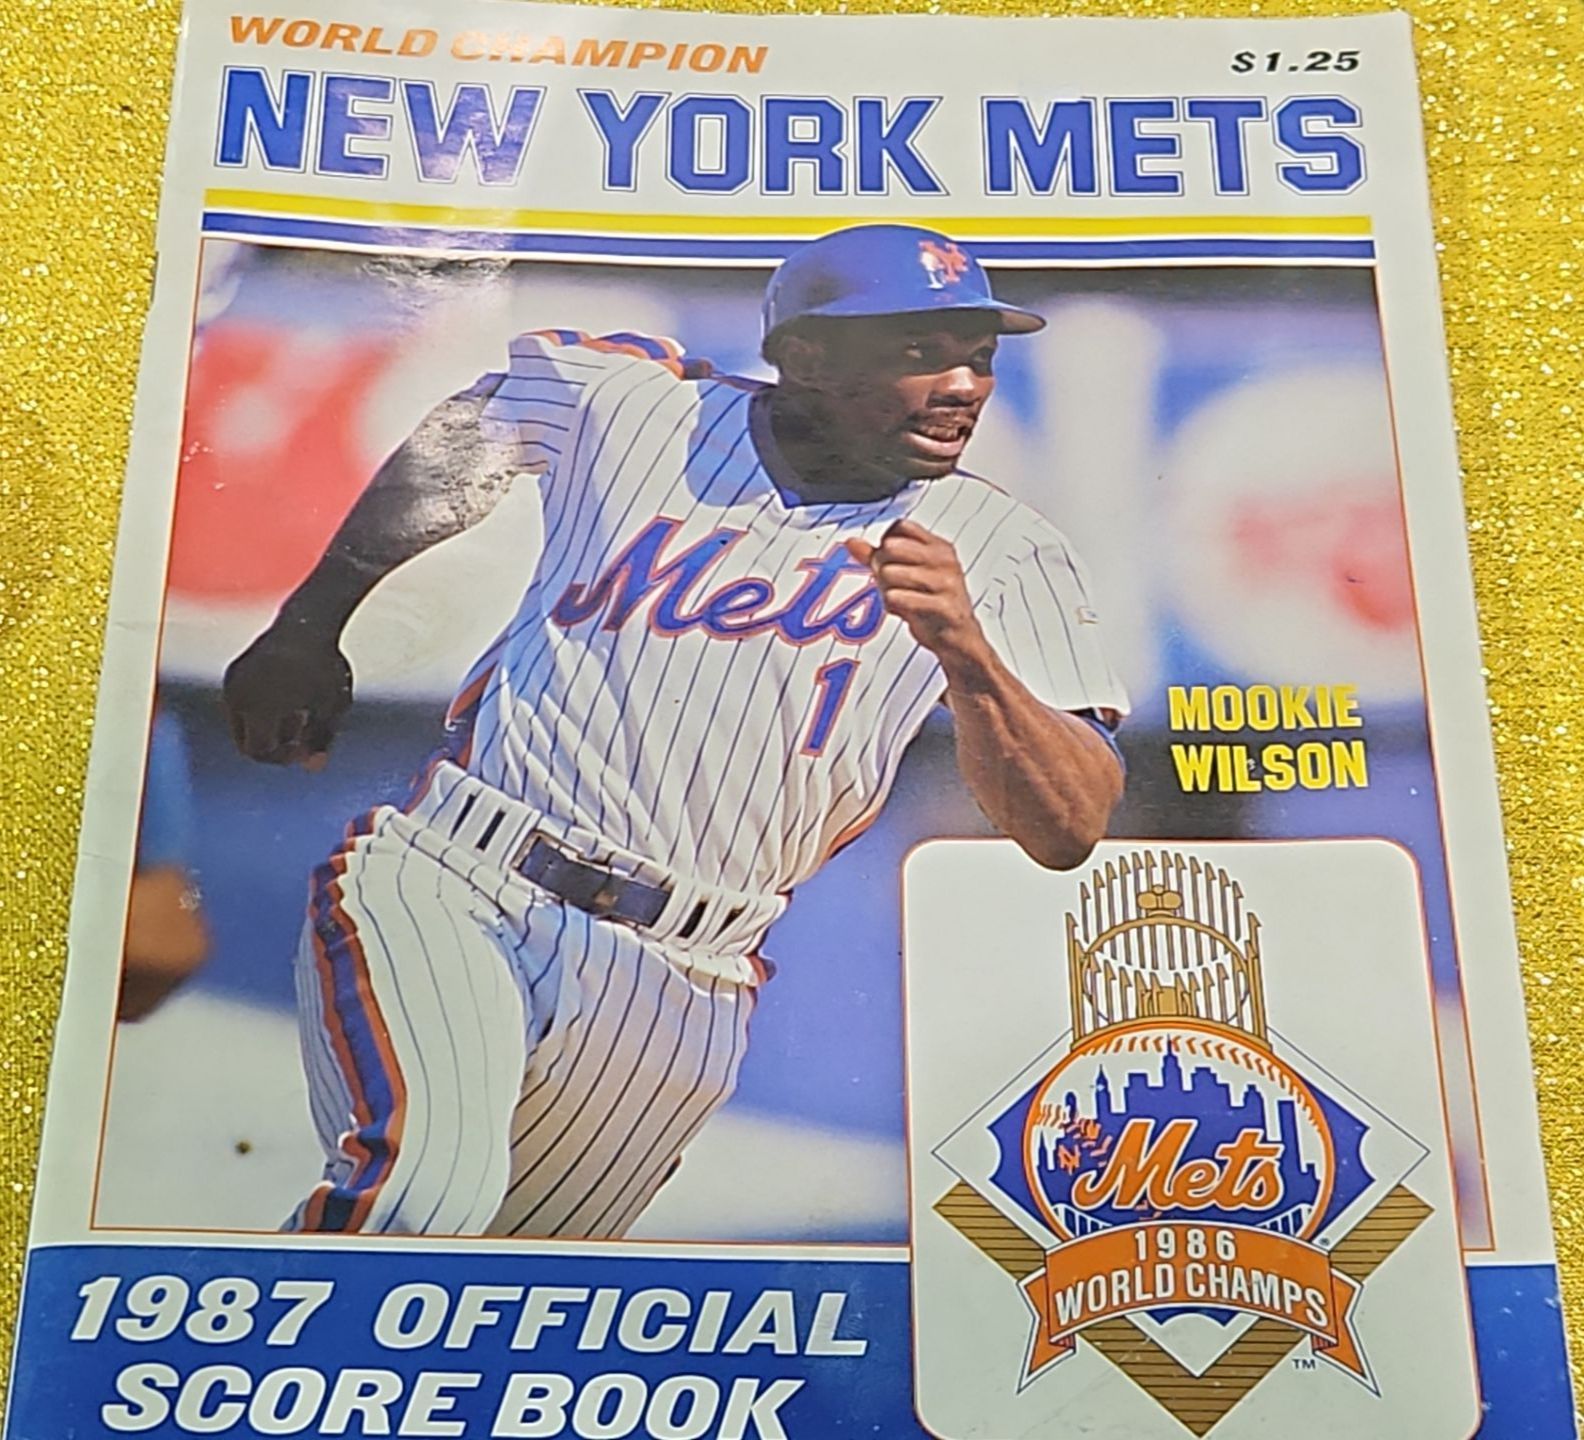 WORLD CHAMPION
$1.25
NEW YORK METS
Mets
1
MOOKIE
WILSON
Mets
1986
WORLD CHAMPS
TM
1987 OFFICIAL
SCORE BOOK